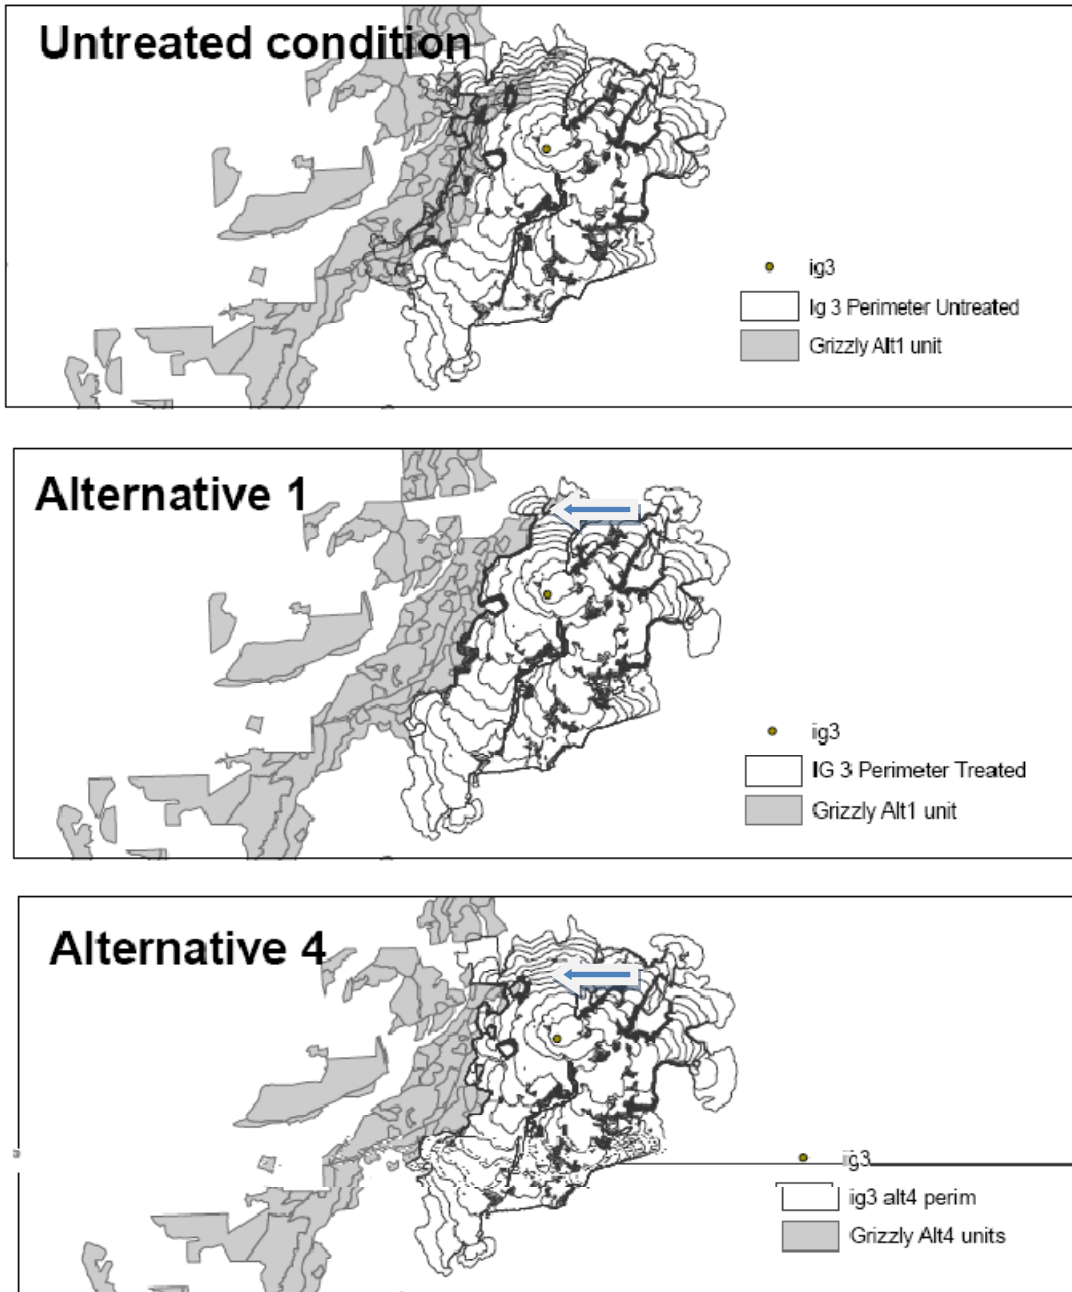 Untreated condition
ig3
Ig 3 Perimeter Untreated
Grizzly Alt1 unit
Alternative 1
ig3
IG 3 Perimeter Treated
Grizzly Alt1 unit
Alternative 4
ig3
ig3 alt4 perim
Grizzly Alt4 units